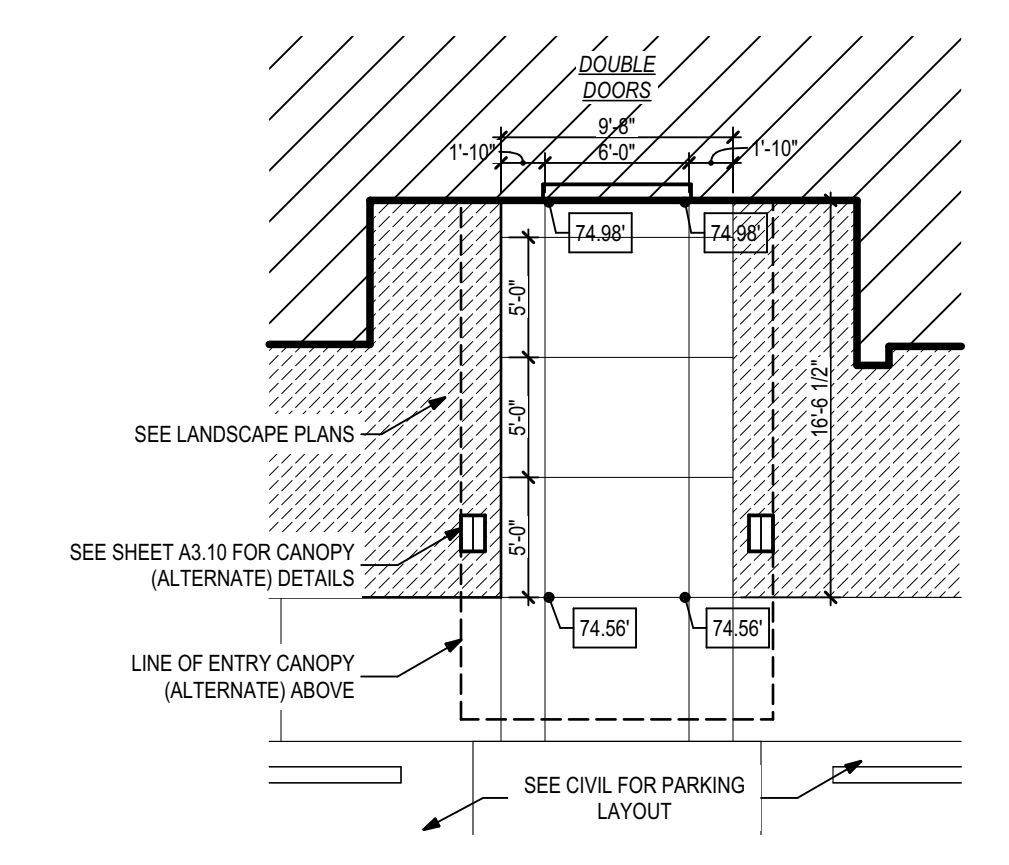 DOUBLE
DOORS
9'-8"
1'-10" 6'-0" 1'-10"
74.98' 74.98'
5'-0"
5'-0"
16'-6 1/2"
SEE LANDSCAPE PLANS
5'-0"
SEE SHEET A3.10 FOR CANOPY
(ALTERNATE) DETAILS
74.56' 74.56'
LINE OF ENTRY CANOPY
(ALTERNATE) ABOVE
SEE CIVIL FOR PARKING
LAYOUT